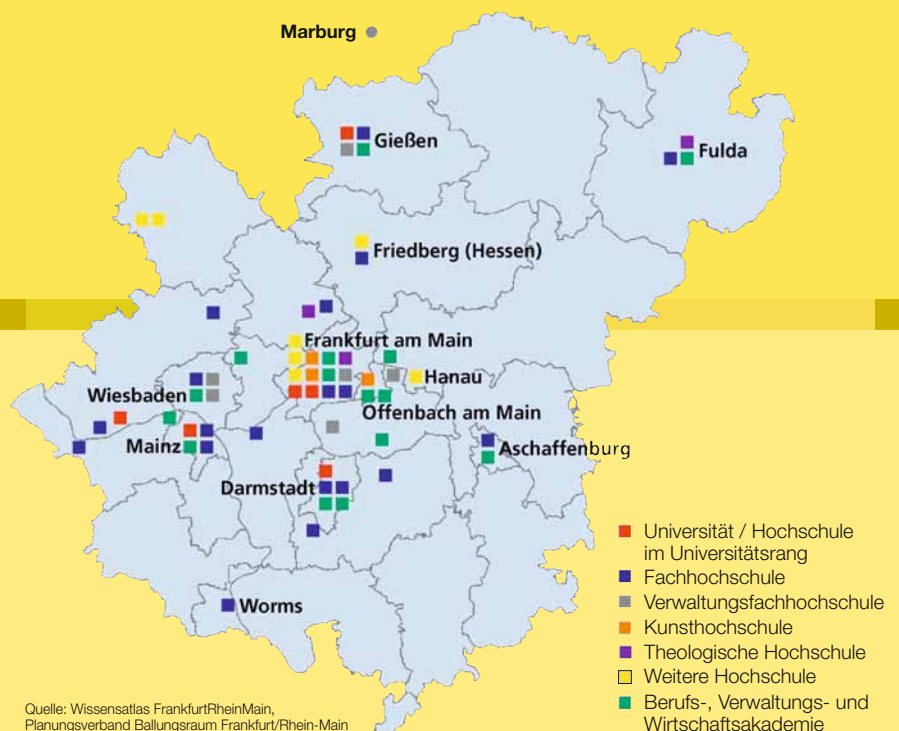 Marburg
Gießen
Fulda
Friedberg (Hessen)
Frankfurt am Main
Hanau
Wiesbaden
Offenbach am Main
Mainz
Aschaffenburg
Darmstadt
Worms
Universität / Hochschule
im Universitätsrang
Fachhochschule
Verwaltungsfachhochschule
Kunsthochschule
Theologische Hochschule
Weitere Hochschule
Berufs-, Verwaltungs- und
Wirtschaftsakademie
Quelle: Wissensatlas FrankfurtRheinMain,
Planungsverband Ballungsraum Frankfurt/Rhein-Main